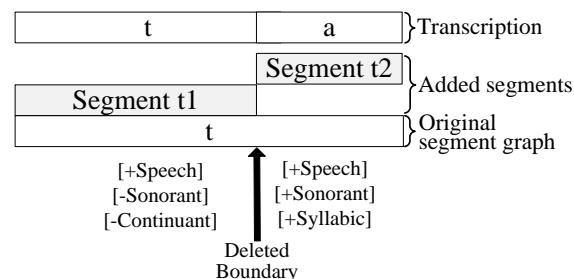 t a Transcription
Segment t2
Segment t1 Added segments
t Original segment graph
[+Speech] [+Speech]
[-Sonorant] [+Sonorant]
[-Continuant] [+Syllabic]
Deleted
Boundary